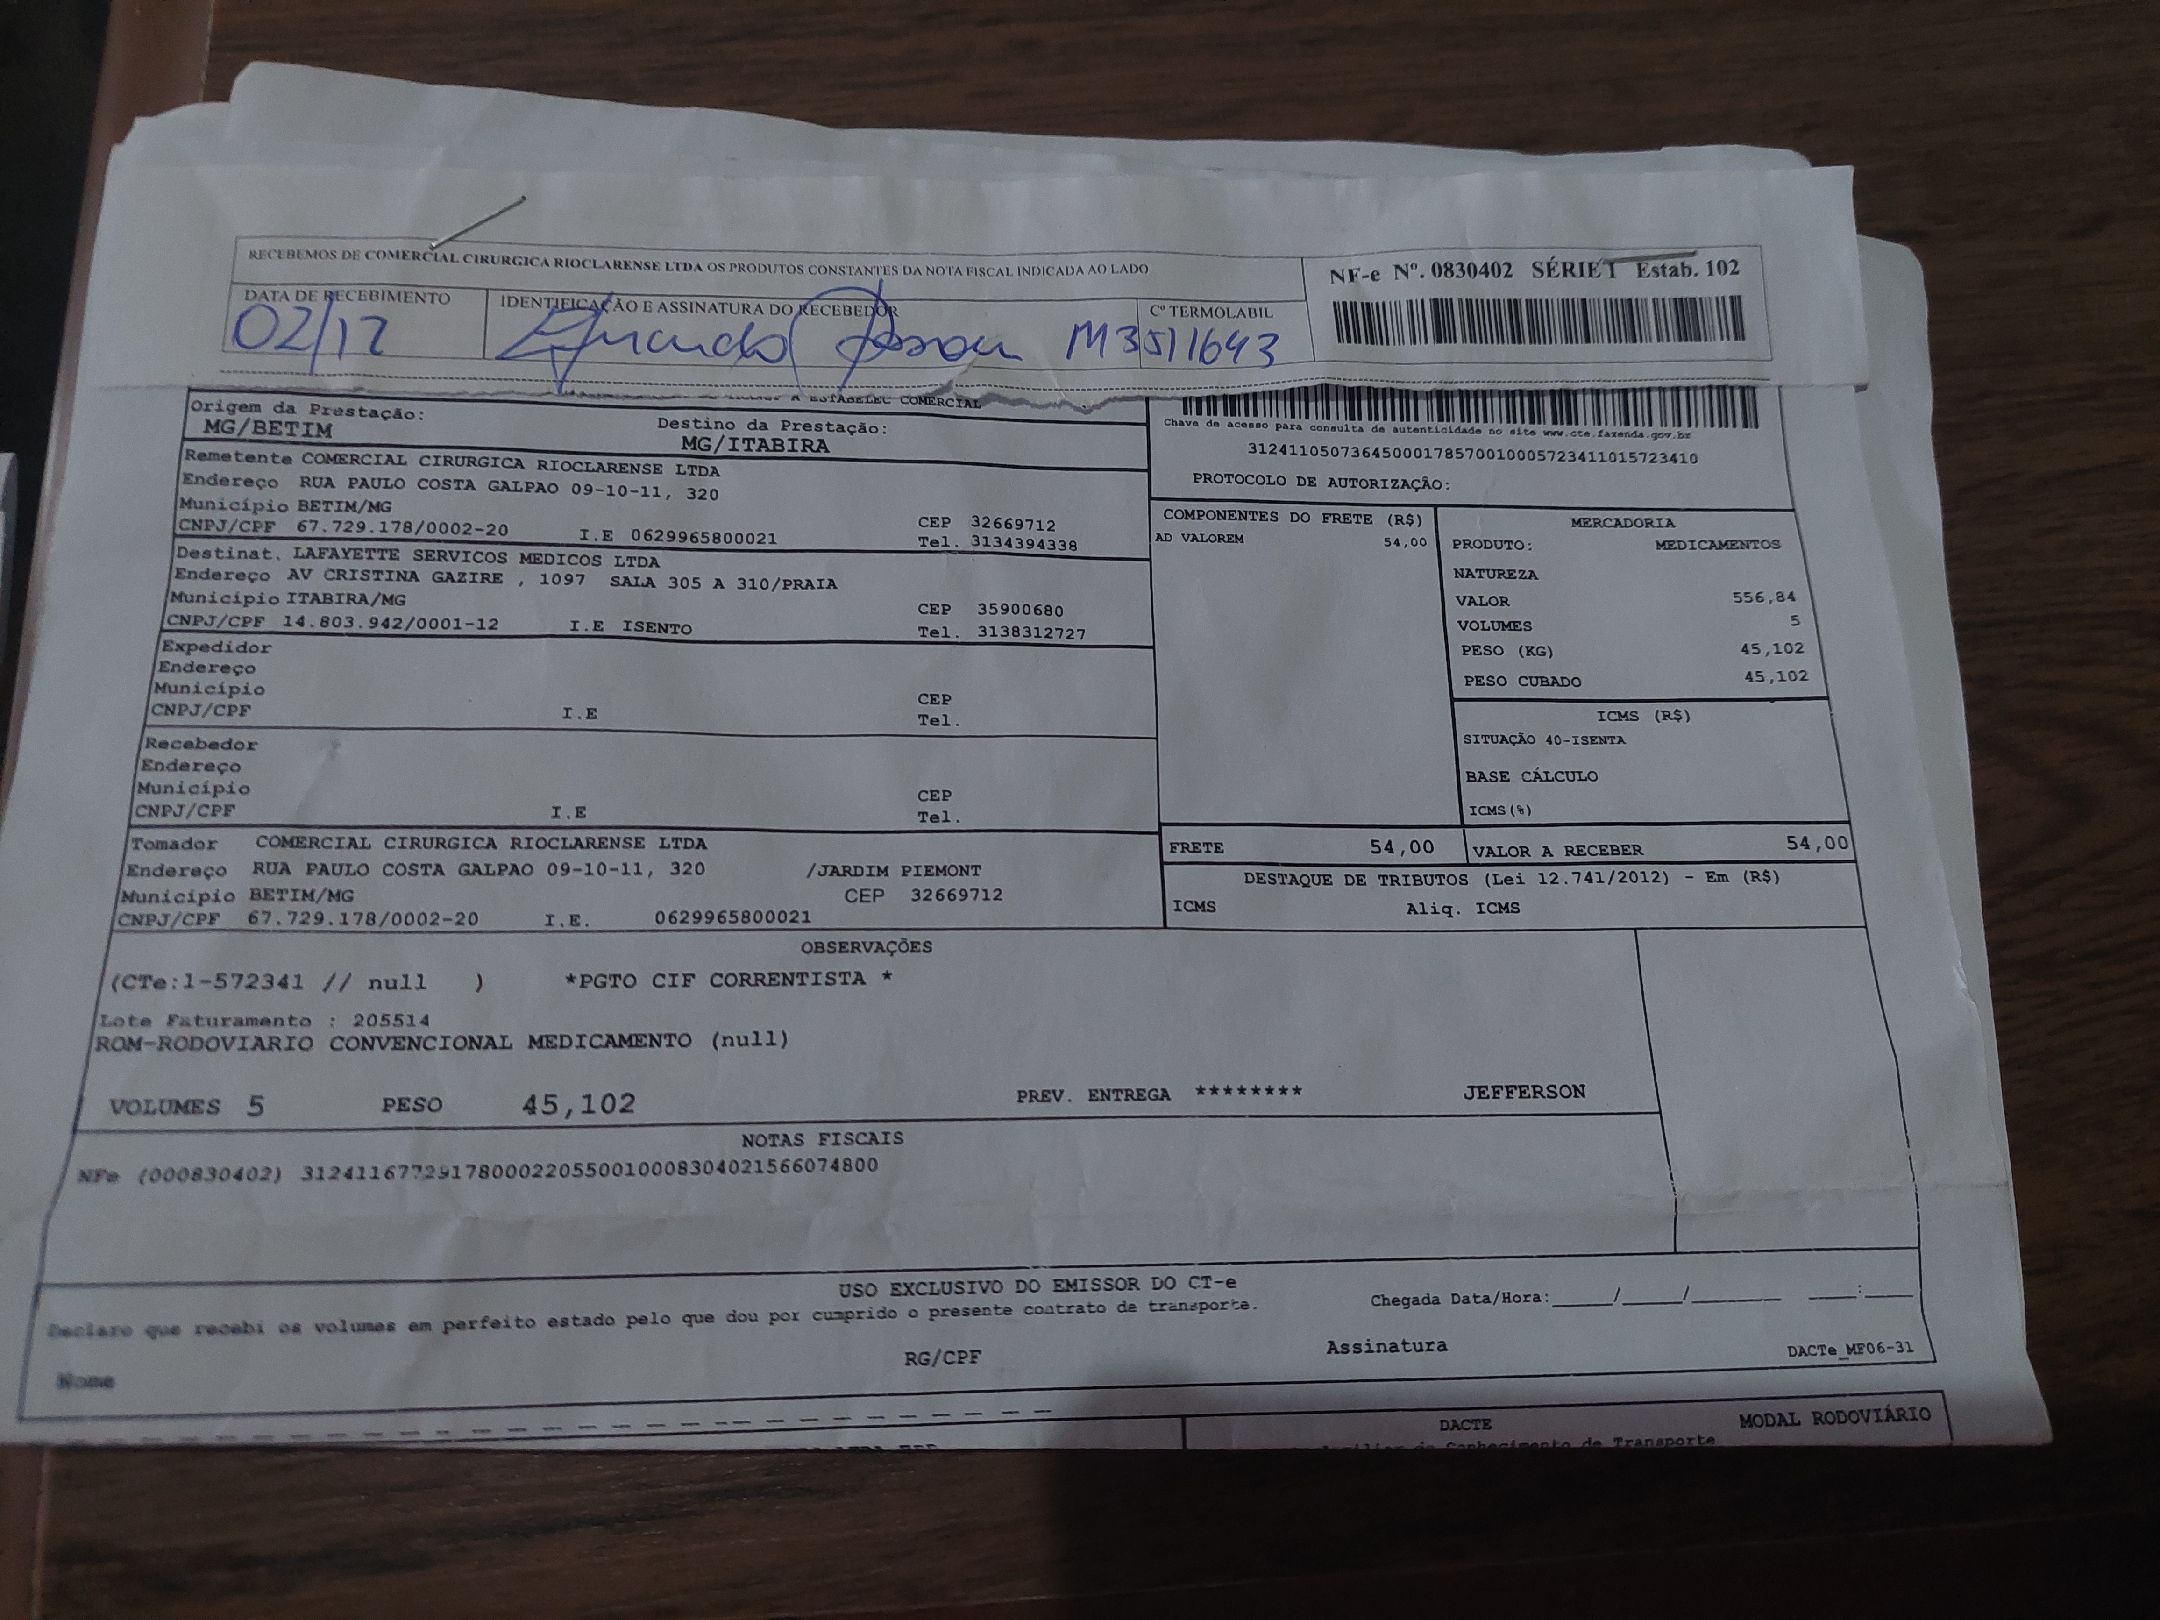 RECEBEMOS DE COMERCIAL CIRURGICA RIOCLARENSE LTDA OS PRODUTOS CONSTANTES DA NOTA FISCAL INDICADA AO LADO
NF-e Nº. 0830402 SÉRIE1 Estab. 102
DATA DE RECEBIMENTO
IDENTIFICAÇÃO E ASSINATURA DO RECEBEDOR
Cº TERMOLABIL
02/12
M3511643
A ESTABELEC COMERCIAL
Origem da Prestação:
MG/BETIM
Destino da Prestação:
MG/ITABIRA
Chave de acesso para consulta de autenticidade no site www.cte.fazenda.gov.br
31241105073645000178570010005723411015723410
PROTOCOLO DE AUTORIZAÇÃO:
Remetente COMERCIAL CIRURGICA RIOCLARENSE LTDA
Endereço RUA PAULO COSTA GALPAO 09-10-11, 320
Município BETIM/MG CEP 32669712
CNPJ/CPF 67.729.178/0002-20 I.E 0629965800021 Tel. 3134394338
Destinat. LAFAYETTE SERVICOS MEDICOS LTDA
Endereço AV CRISTINA GAZIRE , 1097 SALA 305 A 310/PRAIA
Município ITABIRA/MG CEP 35900680
CNPJ/CPF 14.803.942/0001-12 I.E ISENTO Tel. 3138312727
Expedidor
Endereço
Município CEP
CNPJ/CPF I.E Tel.
Recebedor
Endereço
Município CEP
CNPJ/CPF I.E Tel.
COMPONENTES DO FRETE (R$)
AD VALOREM 54,00
MERCADORIA
PRODUTO: MEDICAMENTOS
NATUREZA
VALOR 556,84
VOLUMES 5
PESO (KG) 45,102
PESO CUBADO 45,102
ICMS (R$)
SITUAÇÃO 40-ISENTA
BASE CÁLCULO
ICMS(%)
Tomador COMERCIAL CIRURGICA RIOCLARENSE LTDA
Endereço RUA PAULO COSTA GALPAO 09-10-11, 320 /JARDIM PIEMONT
Município BETIM/MG CEP 32669712
CNPJ/CPF 67.729.178/0002-20 I.E. 0629965800021
FRETE 54,00 VALOR A RECEBER 54,00
DESTAQUE DE TRIBUTOS (Lei 12.741/2012) - Em (R$)
ICMS Aliq. ICMS
OBSERVAÇÕES
(CTe:1-572341 // null ) *PGTO CIF CORRENTISTA *
Lote Faturamento : 205514
ROM-RODOVIARIO CONVENCIONAL MEDICAMENTO (null)
VOLUMES 5 PESO 45,102 PREV. ENTREGA ******** JEFFERSON
NOTAS FISCAIS
NFe (000830402) 31241167729178000220550010008304021566074800
USO EXCLUSIVO DO EMISSOR DO CT-e
Declaro que recebi os volumes em perfeito estado pelo que dou por cumprido o presente contrato de transporte.
Chegada Data/Hora:_____/_____/_______ ____:____
Nome RG/CPF Assinatura DACTe_MF06-31
DACTE MODAL RODOVIÁRIO
Conhecimento de Transporte